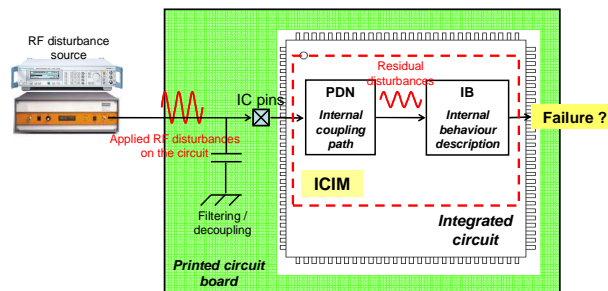 RF disturbance
source
IC pins
Applied RF disturbances
on the circuit
Filtering /
decoupling
Printed circuit
board
Residual
disturbances
PDN
Internal
coupling
path
IB
Internal
behaviour
description
ICIM
Integrated
circuit
Failure ?